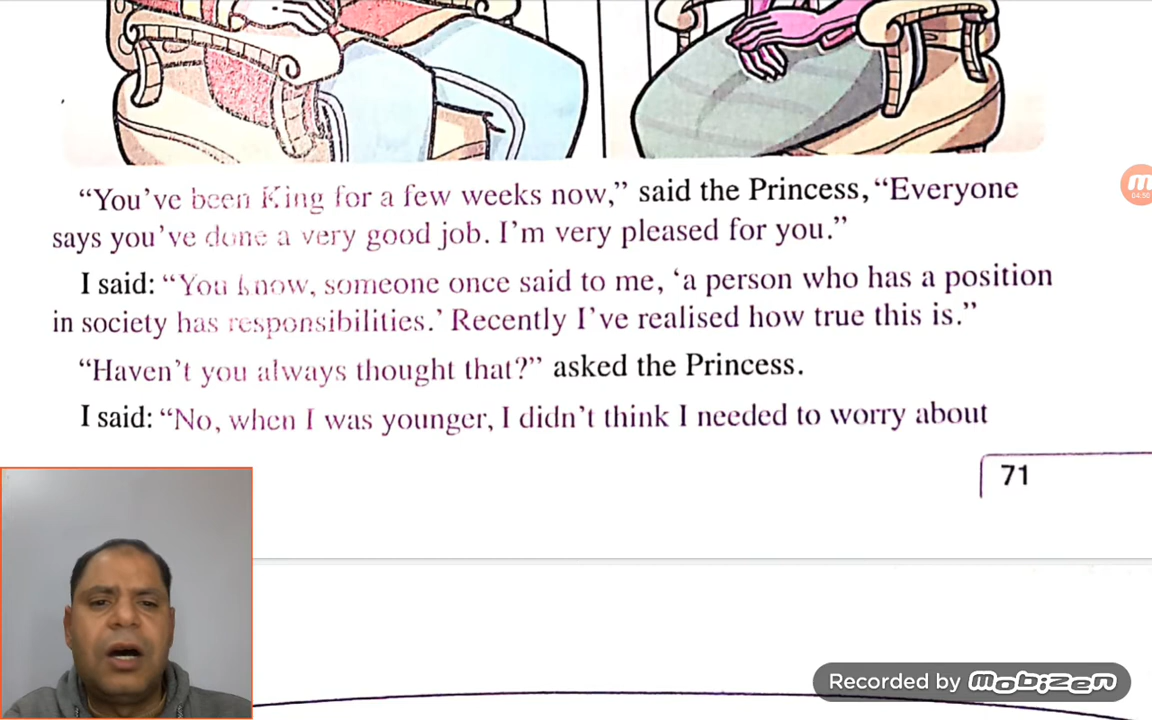 “You’ve been King for a few weeks now,” said the Princess, “Everyone
says you’ve done a very good job. I’m very pleased for you.”
I said: “You know, someone once said to me, ‘a person who has a position
in society has responsibilities.’ Recently I’ve realised how true this is.”
“Haven’t you always thought that?” asked the Princess.
I said: “No, when I was younger, I didn’t think I needed to worry about
71
04:50
Recorded by mobizen